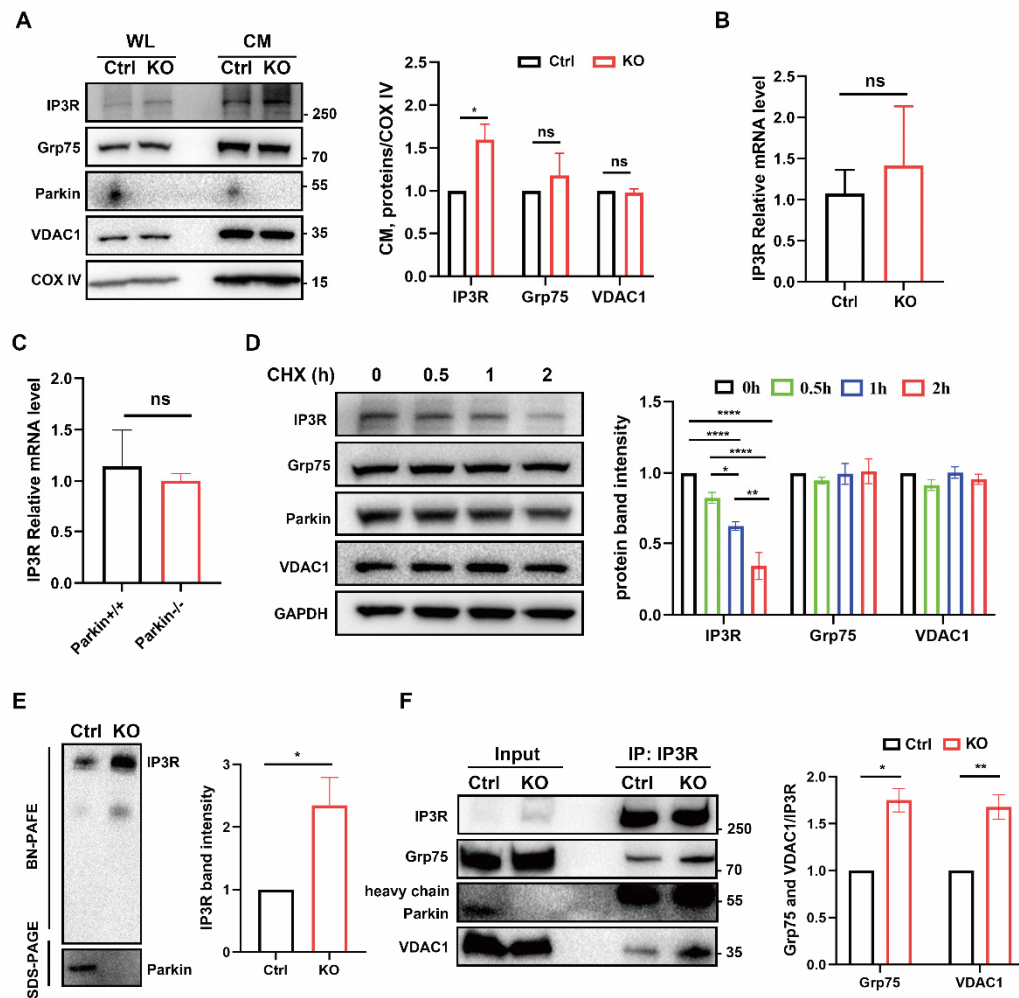 A
WL CM
Ctrl KO Ctrl KO
IP3R
- 250
Grp75
- 70
Parkin
- 55
VDAC1
- 35
COX IV
- 15
Ctrl KO
CM, proteins/COX IV
2.5
2.0
1.5
1.0
0.5
0.0
*
ns
ns
IP3R Grp75 VDAC1
B
IP3R Relative mRNA level
2.5
2.0
1.5
1.0
0.5
0.0
ns
Ctrl KO
C
IP3R Relative mRNA level
2.0
1.5
1.0
0.5
0.0
ns
Parkin+/+ Parkin-/-
D
CHX (h) 0 0.5 1 2
IP3R
Grp75
Parkin
VDAC1
GAPDH
0h 0.5h 1h 2h
protein band intensity
1.5
1.0
0.5
0.0
****
****
****
*
**
IP3R Grp75 VDAC1
E
Ctrl KO
BN-PAFE
IP3R
SDS-PAGE
Parkin
IP3R band intensity
3
2
1
0
*
Ctrl KO
F
Input IP: IP3R
Ctrl KO Ctrl KO
IP3R
- 250
Grp75
- 70
heavy chain
- 55
Parkin
VDAC1
- 35
Ctrl KO
Grp75 and VDAC1/IP3R
2.0
1.5
1.0
0.5
0.0
*
**
Grp75 VDAC1